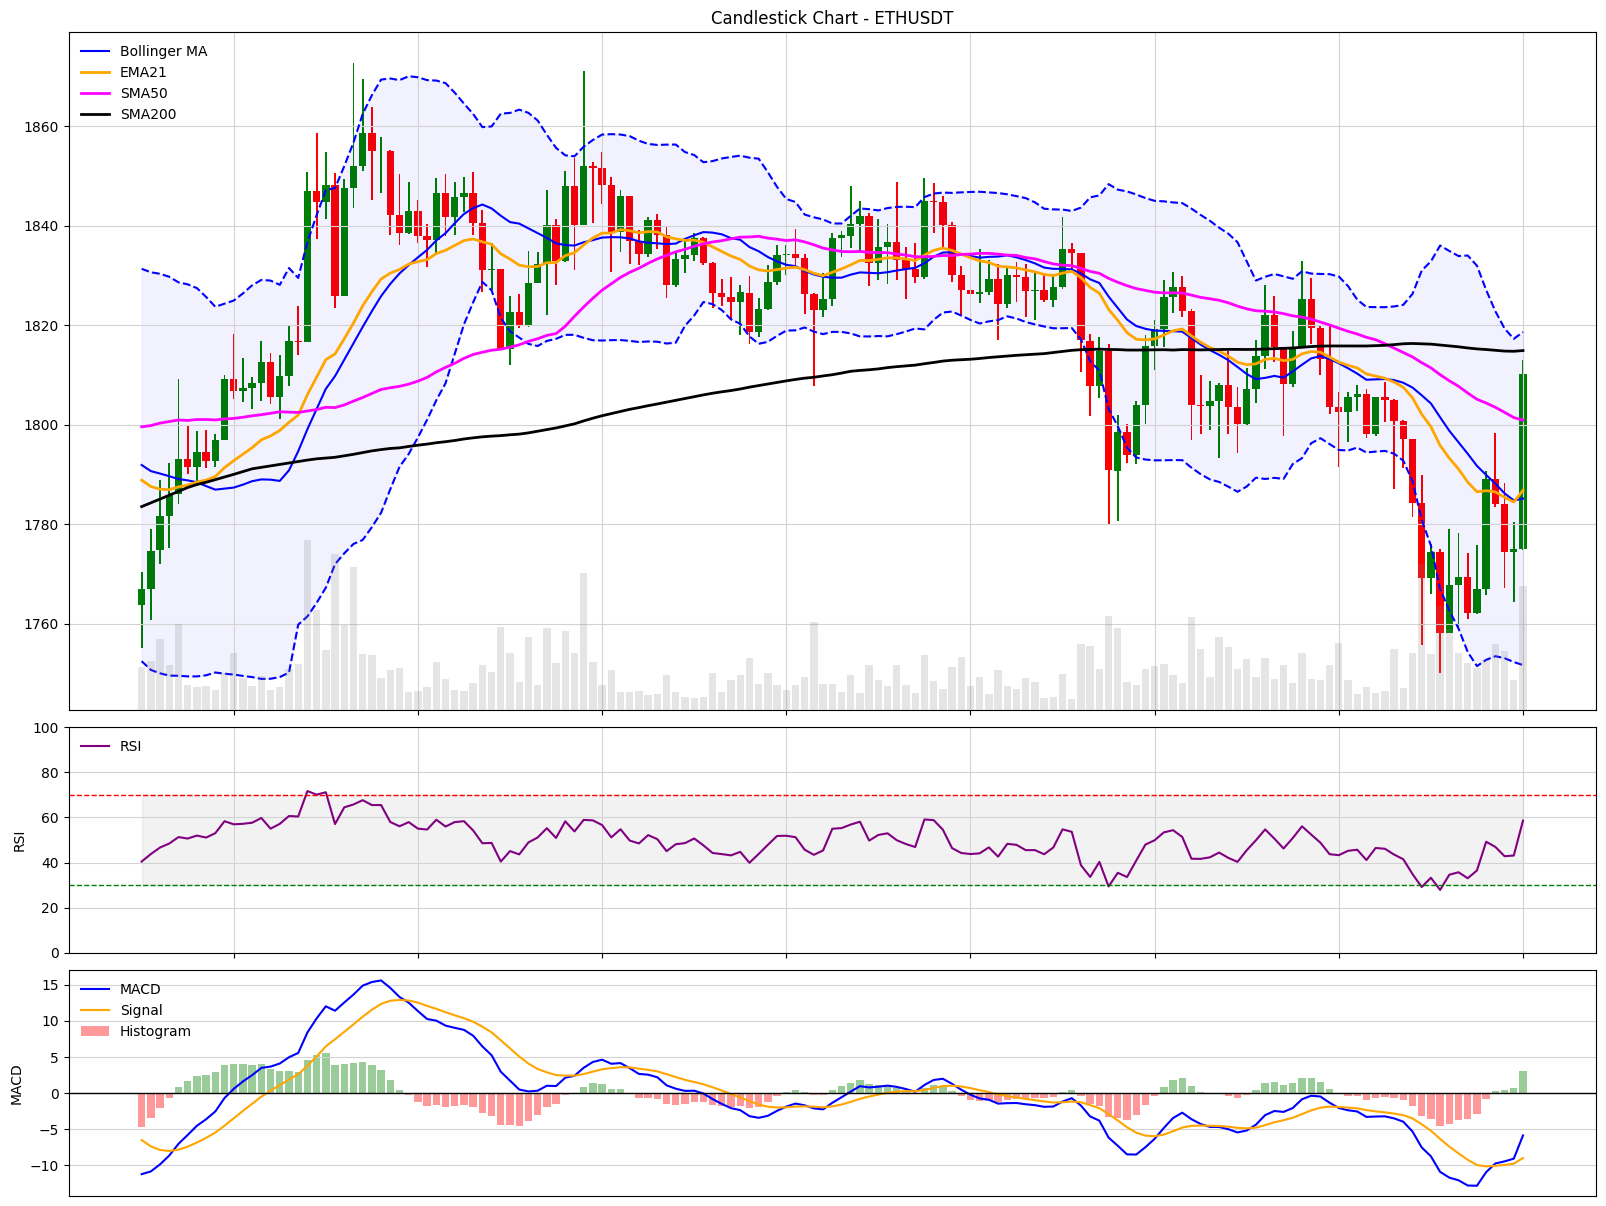 Candlestick Chart - ETHUSDT
Bollinger MA
EMA21
SMA50
SMA200
1860
1840
1820
1800
1780
1760
RSI
100
80
60
40
20
0
RSI
MACD
Signal
Histogram
15
10
5
0
−5
−10
MACD